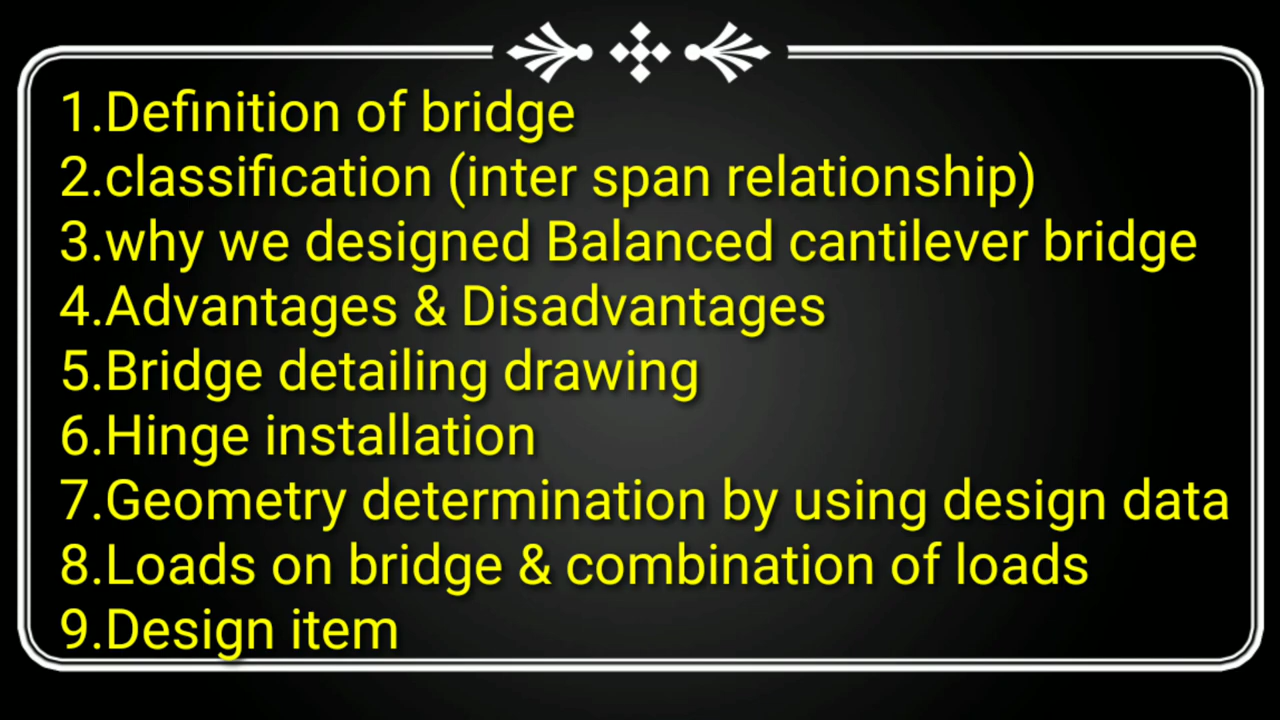 1.Definition of bridge
2.classification (inter span relationship)
3.why we designed Balanced cantilever bridge
4.Advantages & Disadvantages
5.Bridge detailing drawing
6.Hinge installation
7.Geometry determination by using design data
8.Loads on bridge & combination of loads
9.Design item